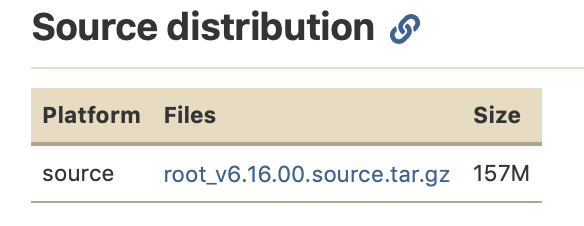 Source distribution
Platform Files Size
source root_v6.16.00.source.tar.gz 157M